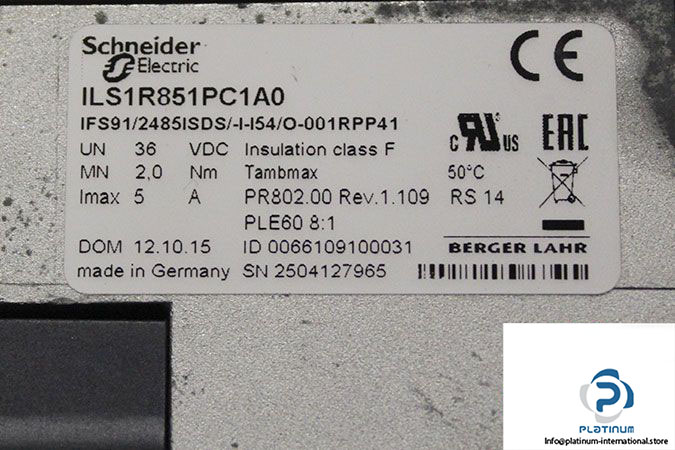 Schneider
Electric
CE
ILS1R851PC1A0
IFS91/2485ISDS/-I-I54/O-001RPP41
UN 36 VDC Insulation class F
c RU US
EAC
MN 2,0 Nm Tambmax 50°C
Imax 5 A PR802.00 Rev.1.109 RS 14
PLE60 8:1
DOM 12.10.15 ID 0066109100031 BERGER LAHR
made in Germany SN 2504127965
PLATINUM
Info@platinum-international.store